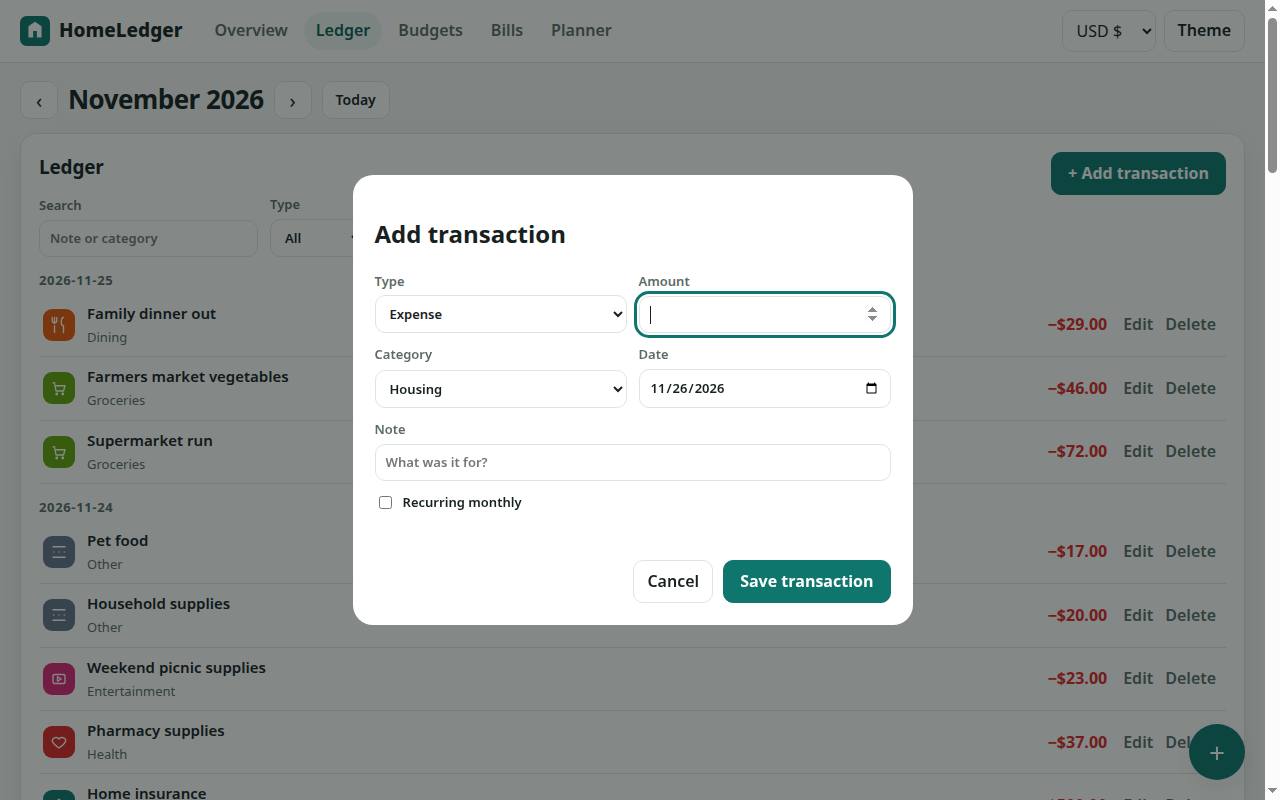 HomeLedger Overview Ledger Budgets Bills Planner USD $ Theme
‹ November 2026 › Today
Ledger
+ Add transaction
Search Type
Note or category All
2026-11-25
Family dinner out
Dining
−$29.00 Edit Delete
Farmers market vegetables
Groceries
−$46.00 Edit Delete
Supermarket run
Groceries
−$72.00 Edit Delete
2026-11-24
Pet food
Other
−$17.00 Edit Delete
Household supplies
Other
−$20.00 Edit Delete
Weekend picnic supplies
Entertainment
−$23.00 Edit Delete
Pharmacy supplies
Health
−$37.00 Edit
Home insurance
+
Add transaction
Type Amount
Expense
Category Date
Housing 11/26/2026
Note
What was it for?
Recurring monthly
Cancel Save transaction